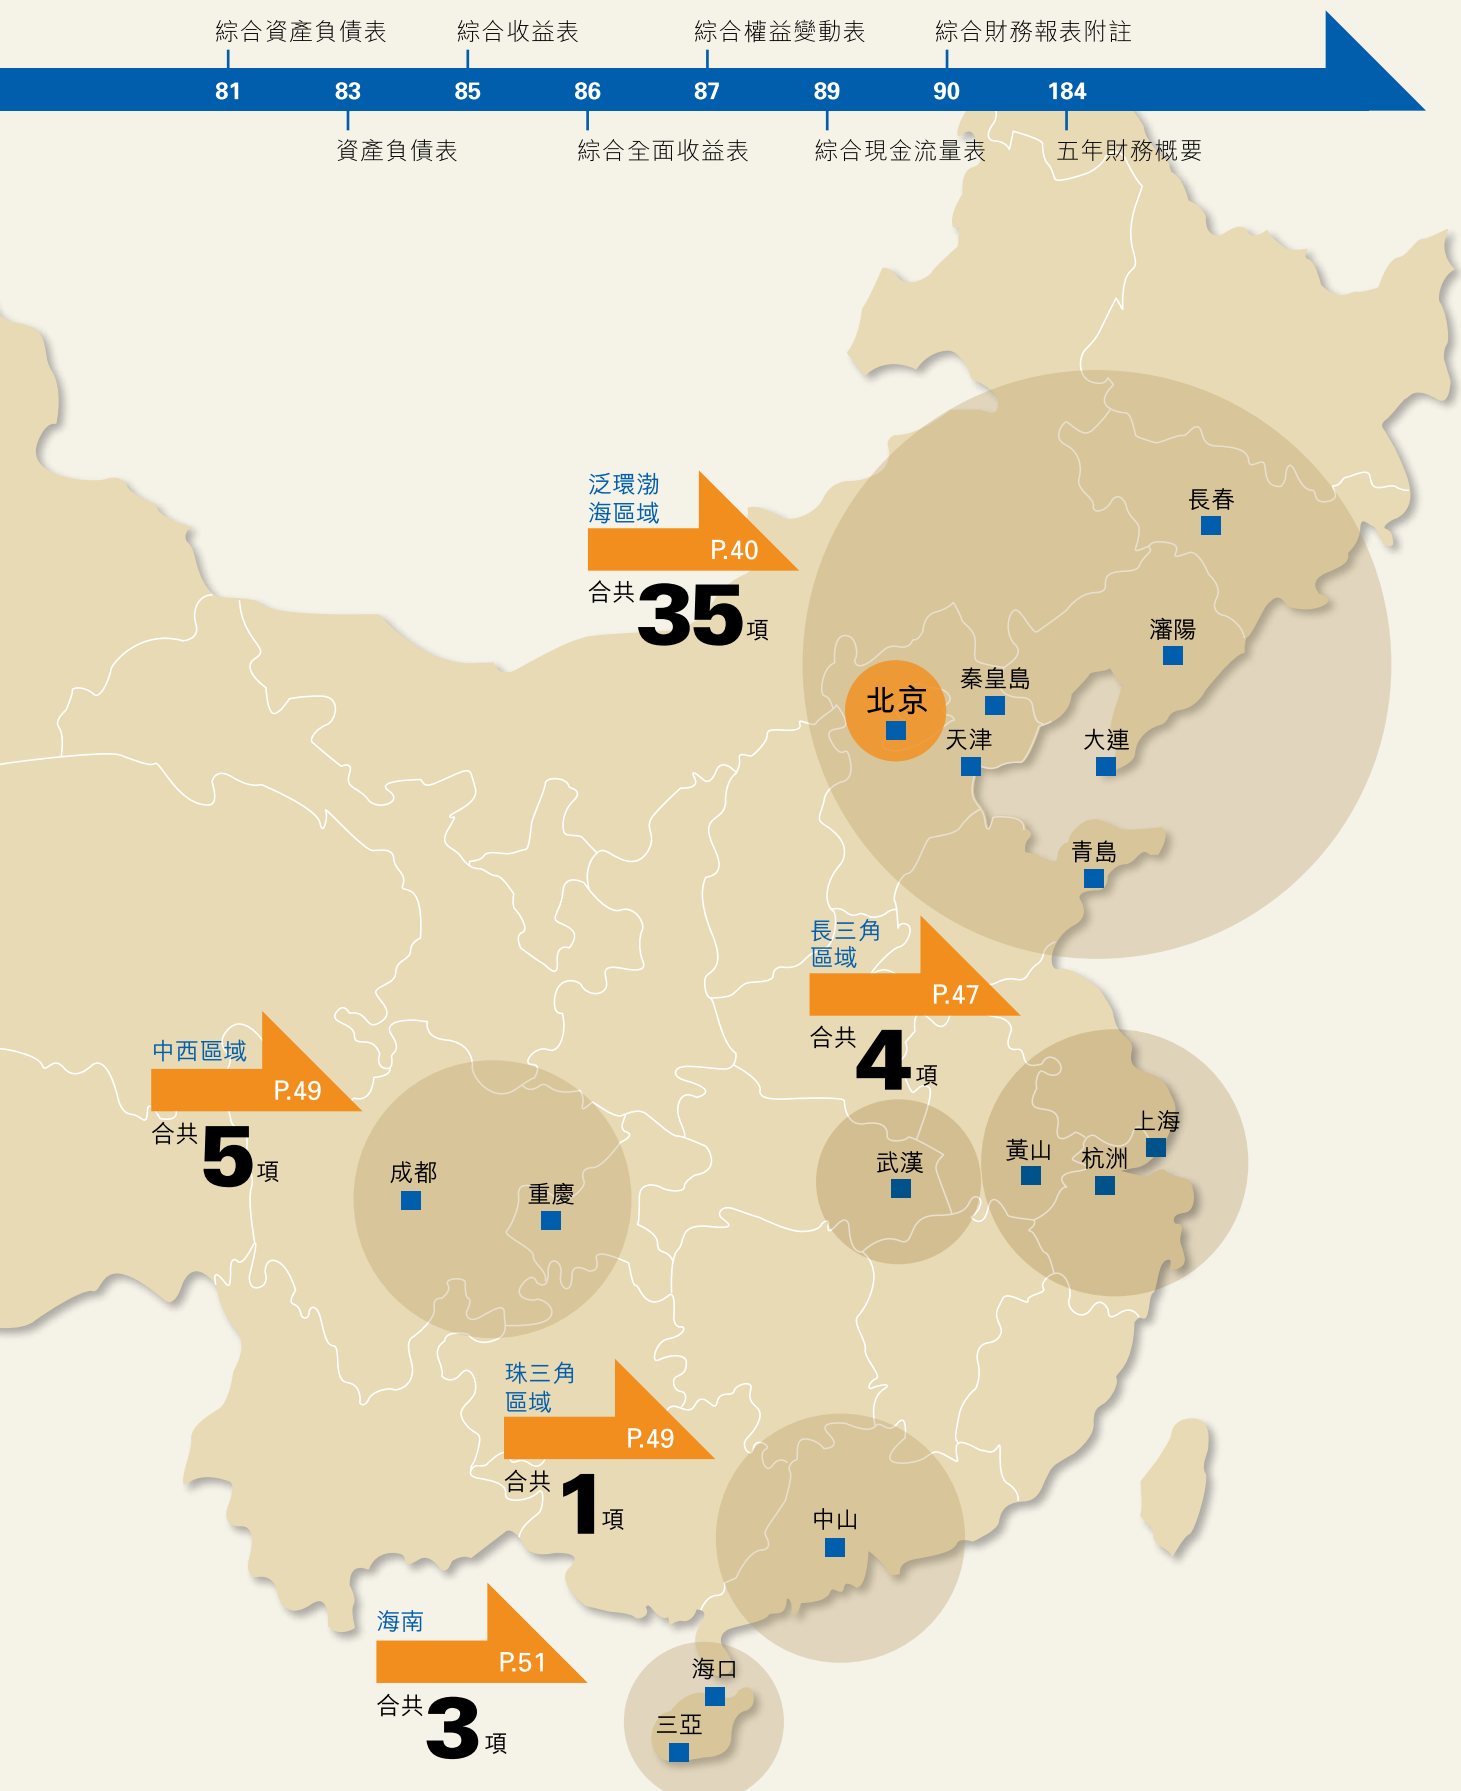 綜合資產負債表
綜合收益表
綜合權益變動表
綜合財務報表附註
81
83
85
86
87
89
90
184
資產負債表
綜合全面收益表
綜合現金流量表
五年財務概要
泛環渤
海區域
P.40
合共35項
長春
瀋陽
秦皇島
北京
天津
大連
青島
長三角
區域
P.47
合共4項
中西區域
P.49
合共5項
成都
重慶
武漢
黃山
杭洲
上海
珠三角
區域
P.49
合共1項
中山
海南
P.51
合共3項
海口
三亞